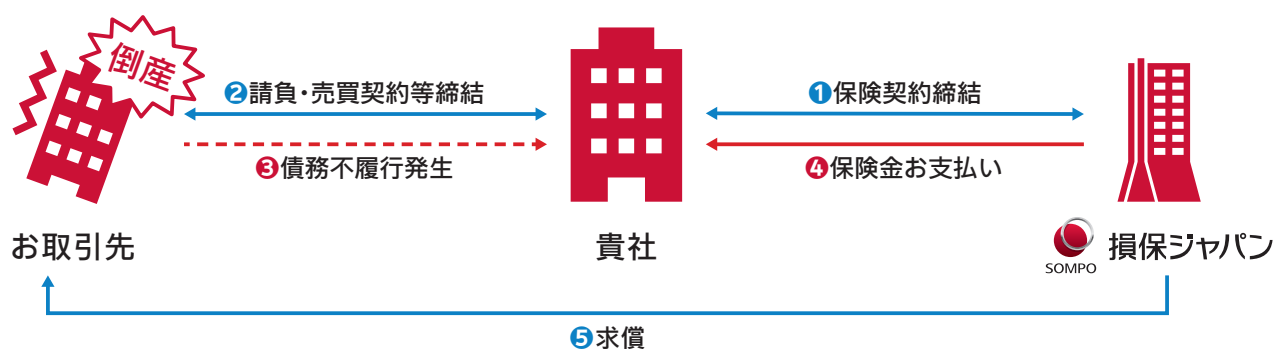 倒産
❷請負・売買契約等締結
❶保険契約締結
❸債務不履行発生
❹保険金お支払い
お取引先
貴社
SOMPO
損保ジャパン
❺求償